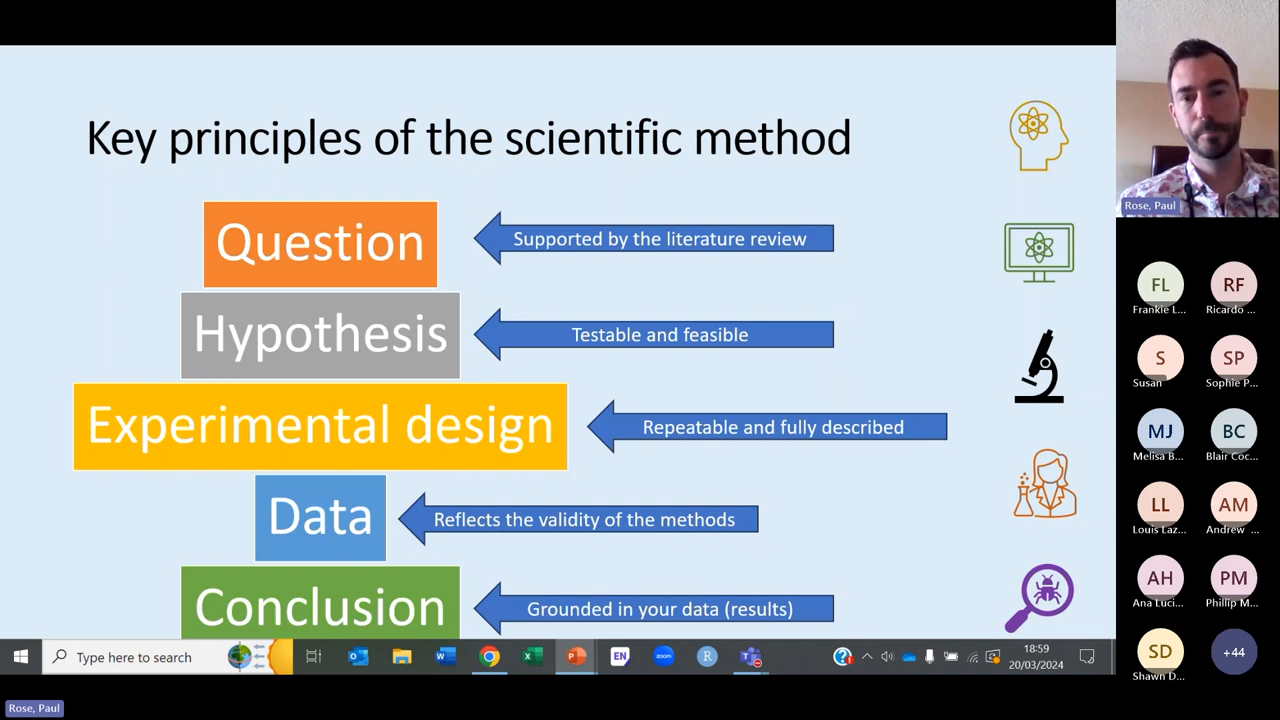 Key principles of the scientific method
Question
Supported by the literature review
Hypothesis
Testable and feasible
Experimental design
Repeatable and fully described
Data
Reflects the validity of the methods
Conclusion
Grounded in your data (results)
Type here to search
EN
zoom
R
18:59
20/03/2024
Rose, Paul
FL
RF
Frankie L...
Ricardo ...
S
SP
Susan
Sophie P...
MJ
BC
Melisa B...
Blair Coc...
LL
AM
Louis Laz...
Andrew ...
AH
PM
Ana Luci...
Phillip M...
SD
+44
Shawn D...
Rose, Paul